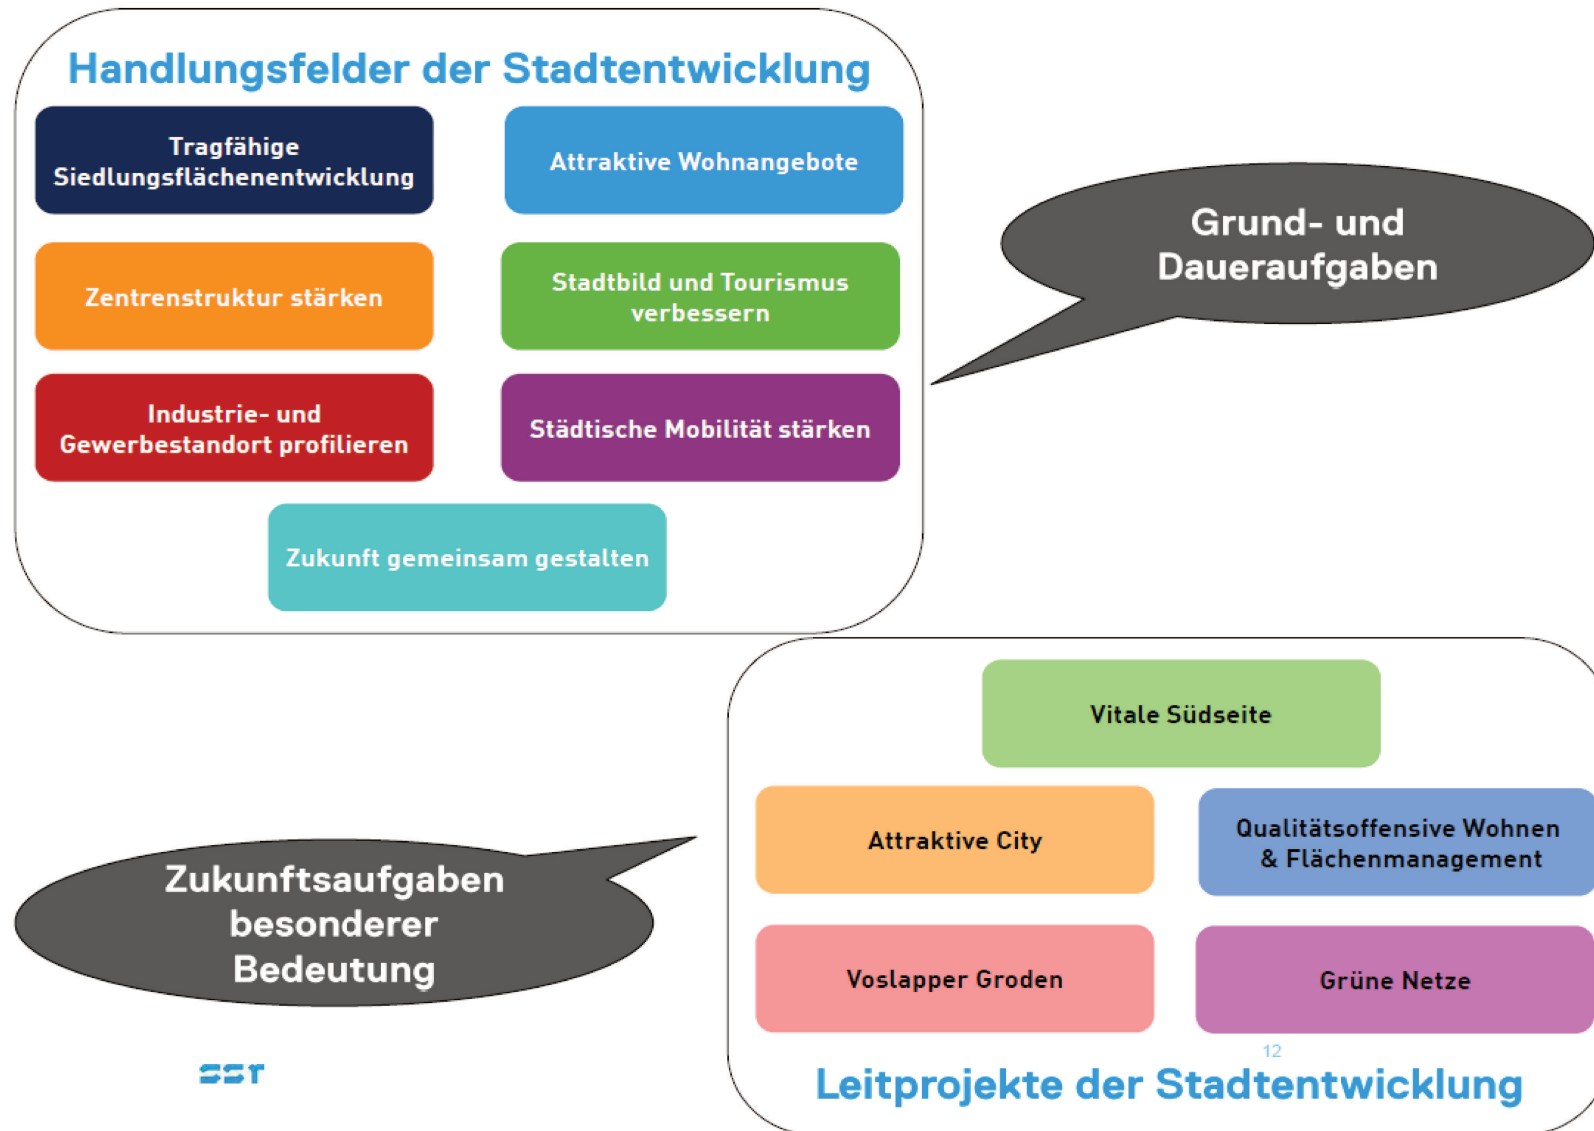 Handlungsfelder der Stadtentwicklung
Tragfähige
Siedlungsflächenentwicklung
Attraktive Wohnangebote
Zentrenstruktur stärken
Stadtbild und Tourismus
verbessern
Industrie- und
Gewerbestandort profilieren
Städtische Mobilität stärken
Zukunft gemeinsam gestalten
Grund- und
Daueraufgaben
Zukunftsaufgaben
besonderer
Bedeutung
Vitale Südseite
Attraktive City
Qualitätsoffensive Wohnen
& Flächenmanagement
Voslapper Groden
Grüne Netze
12
Leitprojekte der Stadtentwicklung
ssr